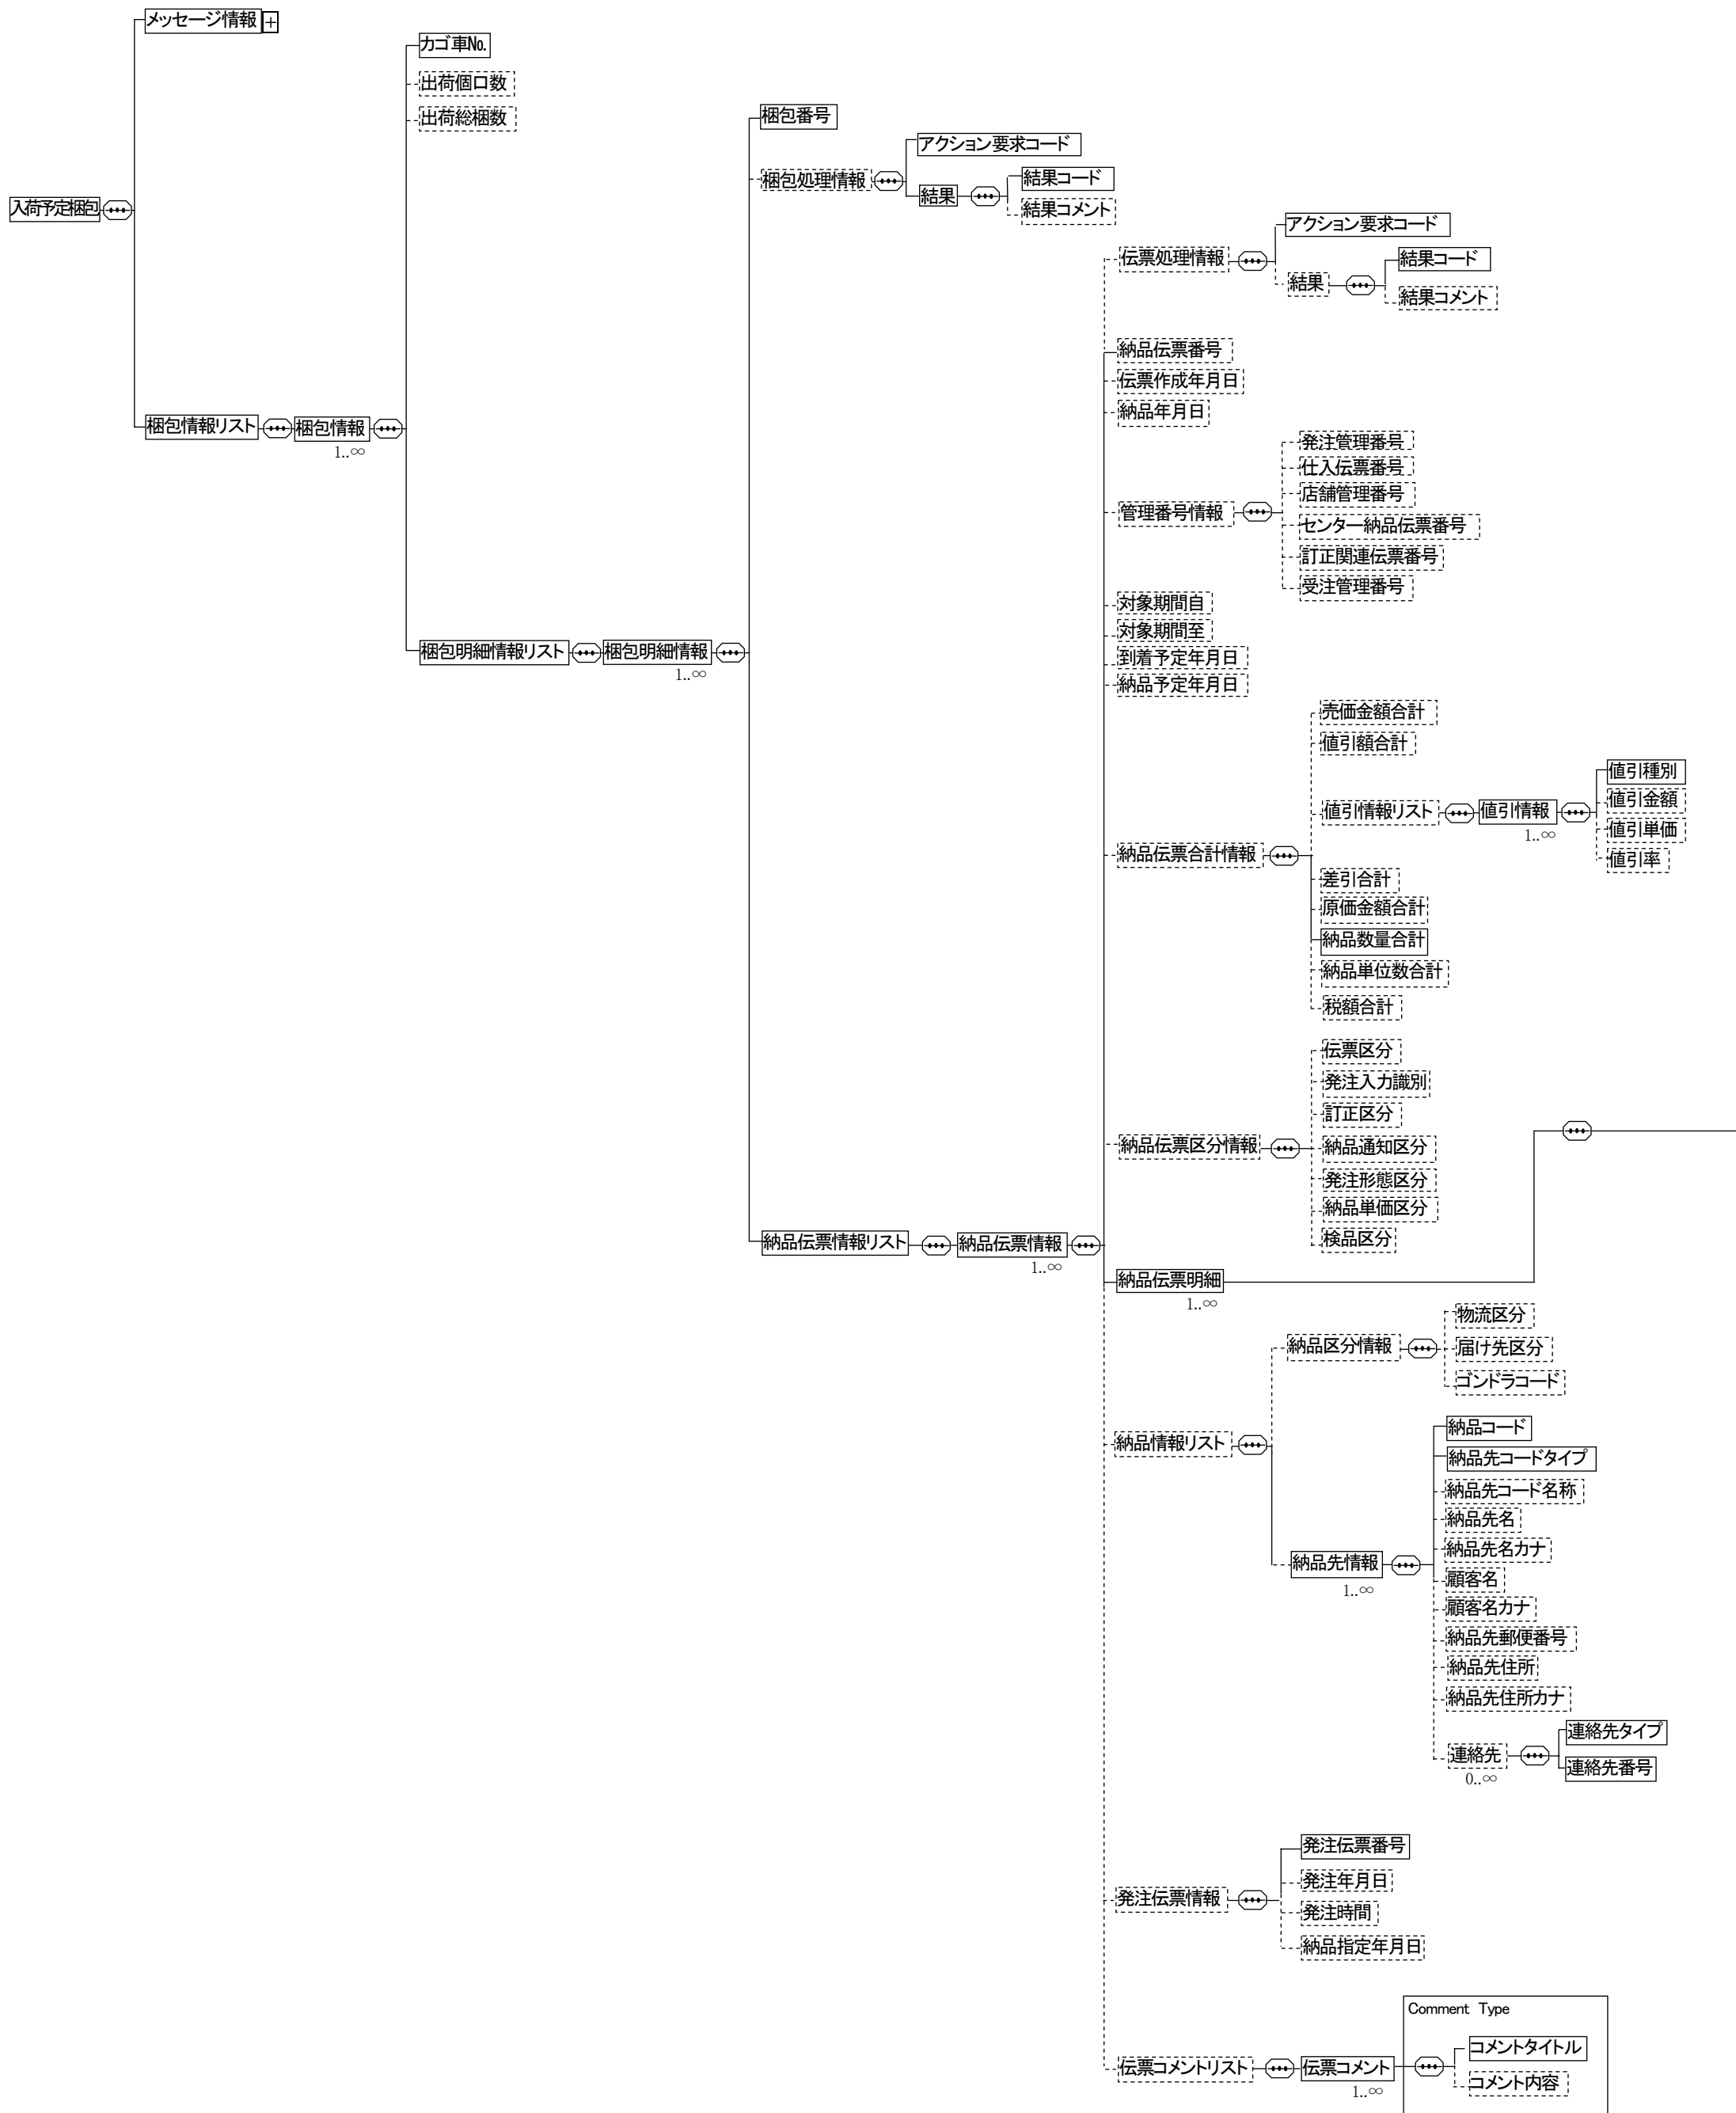 メッセージ情報
カゴ車No.
出荷個口数
出荷総梱数
梱包番号
アクション要求コード
梱包処理情報
結果コード
結果
結果コメント
入荷予定梱包
アクション要求コード
伝票処理情報
結果コード
結果
結果コメント
納品伝票番号
伝票作成年月日
納品年月日
梱包情報リスト
梱包情報
1..∞
発注管理番号
仕入伝票番号
店舗管理番号
管理番号情報
センター納品伝票番号
訂正関連伝票番号
受注管理番号
対象期間自
対象期間至
到着予定年月日
納品予定年月日
梱包明細情報リスト
梱包明細情報
1..∞
売価金額合計
値引額合計
値引種別
値引情報リスト
値引情報
1..∞
値引金額
値引単価
値引率
納品伝票合計情報
差引合計
原価金額合計
納品数量合計
納品単位数合計
税額合計
伝票区分
発注入力識別
訂正区分
納品伝票区分情報
納品通知区分
発注形態区分
納品単価区分
検品区分
納品伝票情報リスト
納品伝票情報
1..∞
納品伝票明細
1..∞
物流区分
納品区分情報
届け先区分
ゴンドラコード
納品情報リスト
納品コード
納品先コードタイプ
納品先コード名称
納品先名
納品先名カナ
納品先情報
1..∞
顧客名
顧客名カナ
納品先郵便番号
納品先住所
納品先住所カナ
連絡先タイプ
連絡先
0..∞
連絡先番号
発注伝票番号
発注年月日
発注伝票情報
発注時間
納品指定年月日
Comment Type
コメントタイトル
伝票コメントリスト
伝票コメント
1..∞
コメント内容